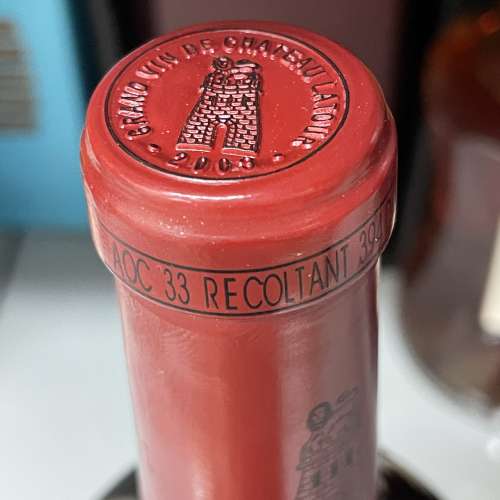 GRAND VIN DE CHATEAU LATOUR
AOC '33 RECOLTANT